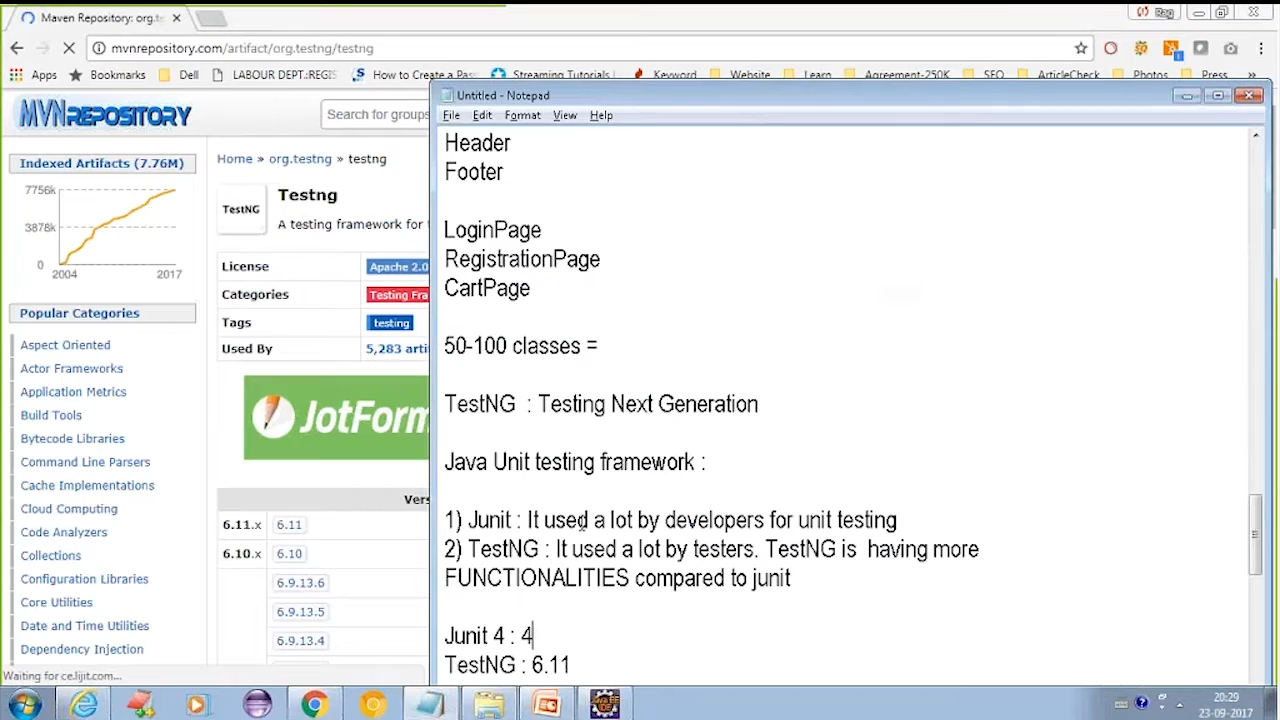 Maven Repository: org.te
Rag
mvnrepository.com/artifact/org.testng/testng
Apps
Bookmarks
Dell
LABOUR DEPT.:REGIS
How to Create a Pas
Streaming Tutorials
Keyword
Website
Learn
Agreement-250K
SEO
ArticleCheck
Photos
Press
»
MVNREPOSITORY
Search for groups
Indexed Artifacts (7.76M)
7756k
3878k
0
2004
2017
Popular Categories
Aspect Oriented
Actor Frameworks
Application Metrics
Build Tools
Bytecode Libraries
Command Line Parsers
Cache Implementations
Cloud Computing
Code Analyzers
Collections
Configuration Libraries
Core Utilities
Date and Time Utilities
Dependency Injection
Waiting for ce.lijit.com...
Home » org.testng » testng
TestNG
Testng
A testing framework for t
License
Apache 2.0
Categories
Testing Fra
Tags
testing
Used By
5,283 arti
JotForm
Vers
6.11.x
6.11
6.10.x
6.10
6.9.13.6
6.9.13.5
6.9.13.4
Untitled - Notepad
File Edit Format View Help
Header
Footer
LoginPage
RegistrationPage
CartPage
50-100 classes =
TestNG : Testing Next Generation
Java Unit testing framework :
1) Junit : It used a lot by developers for unit testing
2) TestNG : It used a lot by testers. TestNG is having more
FUNCTIONALITIES compared to junit
Junit 4 : 4
TestNG : 6.11
20:29
23-09-2017